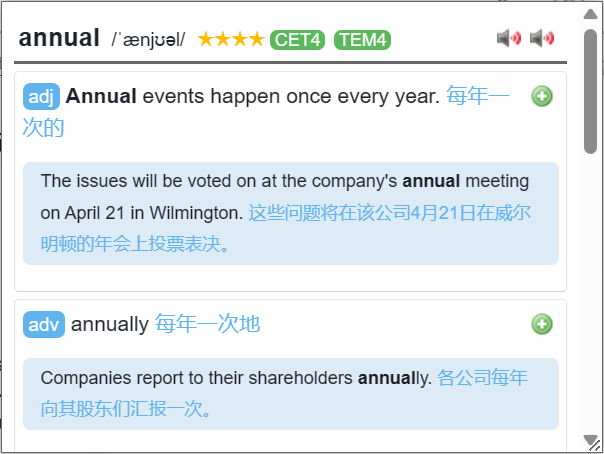 annual /ˈænjʊəl/ ★★★★ CET4 TEM4
adj Annual events happen once every year. 每年一
次的
The issues will be voted on at the company's annual meeting
on April 21 in Wilmington. 这些问题将在该公司4月21日在威尔
明顿的年会上投票表决。
adv annually 每年一次地
Companies report to their shareholders annually. 各公司每年
向其股东们汇报一次。